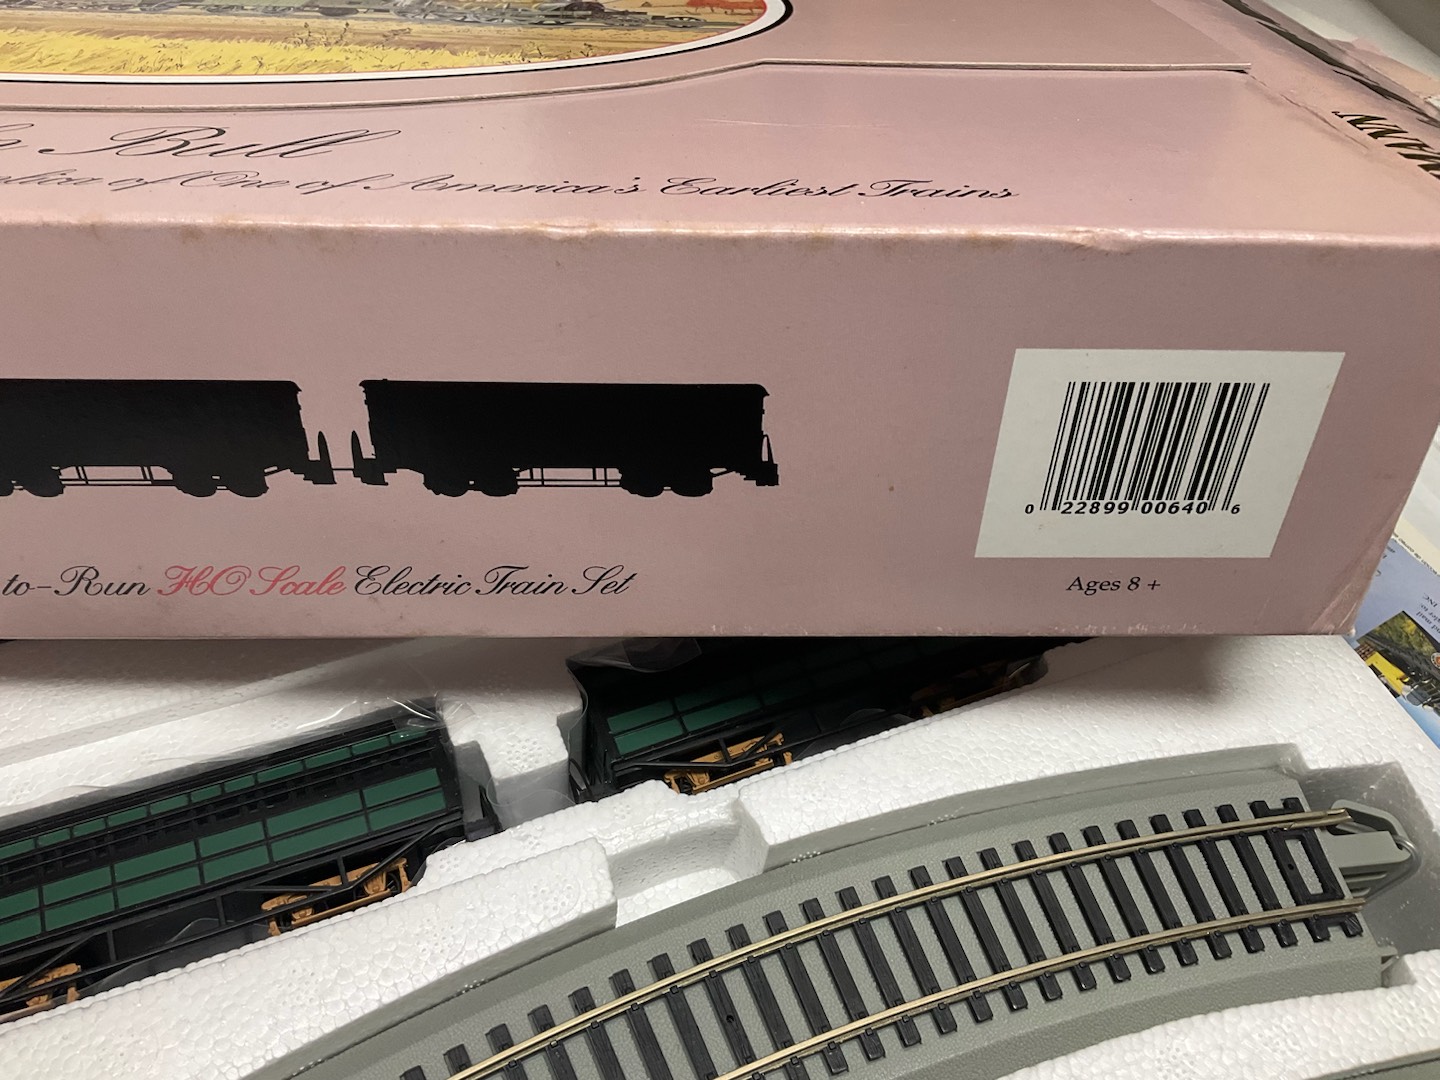 Bull
of One of America's Earliest Trains
to-Run HO Scale Electric Train Set
0 22899 00640 6
Ages 8 +